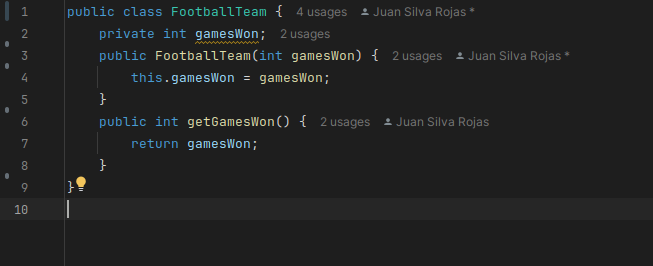 1 public class FootballTeam { 4 usages Juan Silva Rojas *
2 private int gamesWon; 2 usages
3 public FootballTeam(int gamesWon) { 2 usages Juan Silva Rojas *
4 this.gamesWon = gamesWon;
5 }
6 public int getGamesWon() { 2 usages Juan Silva Rojas
7 return gamesWon;
8 }
9 }
10